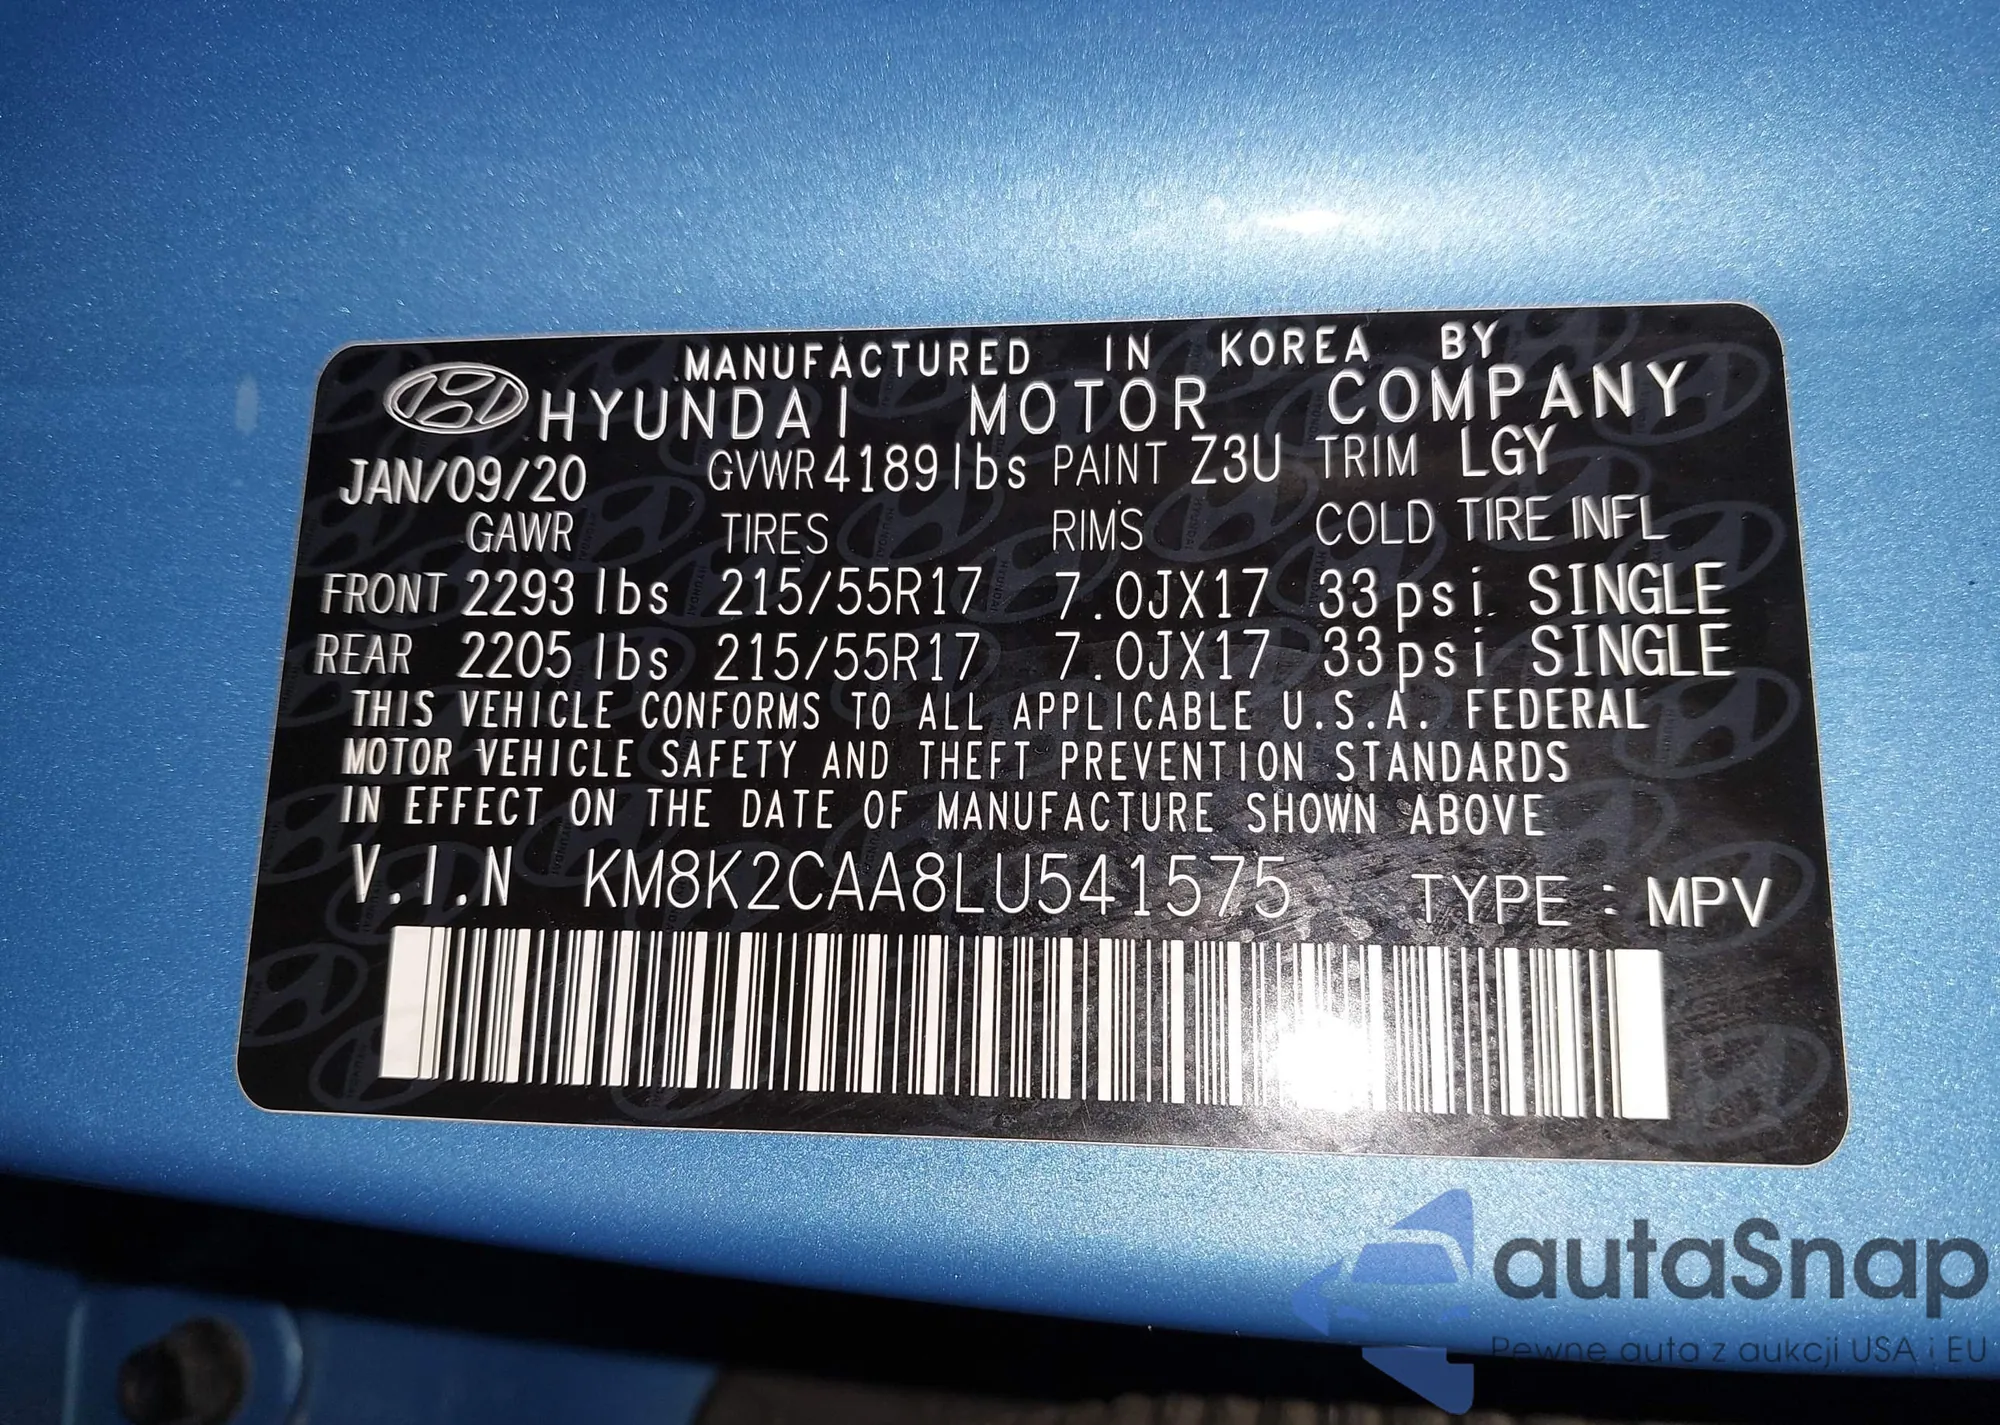 MANUFACTURED IN KOREA BY
HYUNDAI MOTOR COMPANY
JAN/09/20 GVWR 4189lbs PAINT Z3U TRIM LGY
GAWR TIRES RIMS COLD TIRE INFL
FRONT 2293 lbs 215/55R17 7.0JX17 33psi SINGLE
REAR 2205 lbs 215/55R17 7.0JX17 33psi SINGLE
THIS VEHICLE CONFORMS TO ALL APPLICABLE U.S.A. FEDERAL
MOTOR VEHICLE SAFETY AND THEFT PREVENTION STANDARDS
IN EFFECT ON THE DATE OF MANUFACTURE SHOWN ABOVE
V.I.N KM8K2CAA8LU541575 TYPE : MPV
autaSnap
Pewne auta z aukcji USA i EU